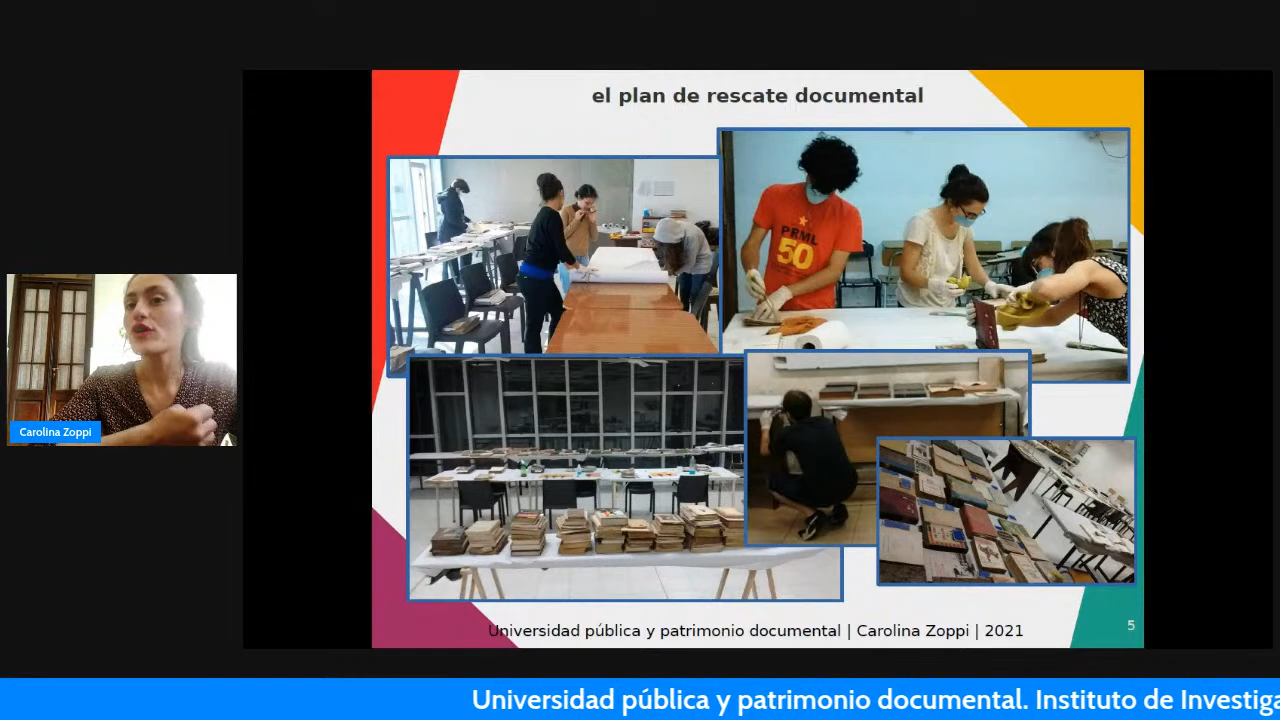 el plan de rescate documental
PRML
50
Carolina Zoppi
Universidad pública y patrimonio documental | Carolina Zoppi | 2021
5
Universidad pública y patrimonio documental. Instituto de Investiga